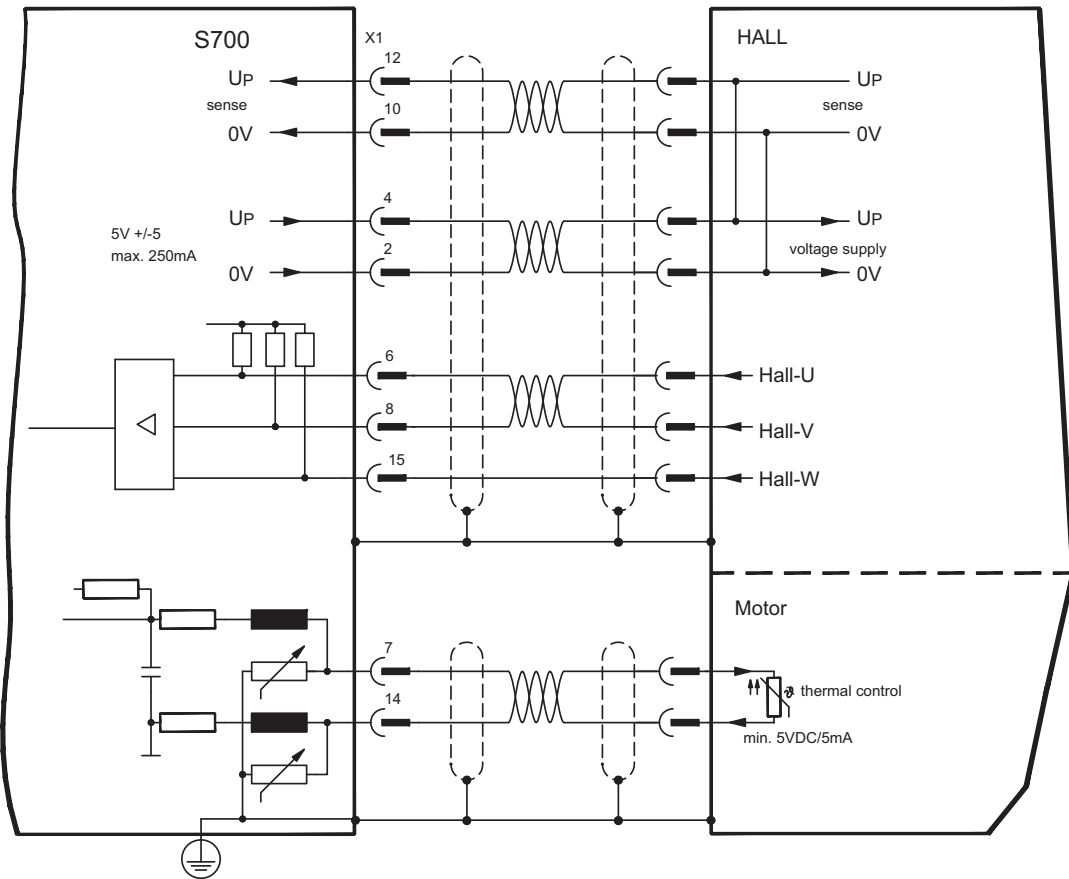 S700
X1
HALL
12
UP
UP
sense
sense
10
0V
0V
4
UP
UP
5V +/-5
max. 250mA
2
voltage supply
0V
0V
6
Hall-U
8
Hall-V
15
Hall-W
Motor
7
ϑ thermal control
14
min. 5VDC/5mA